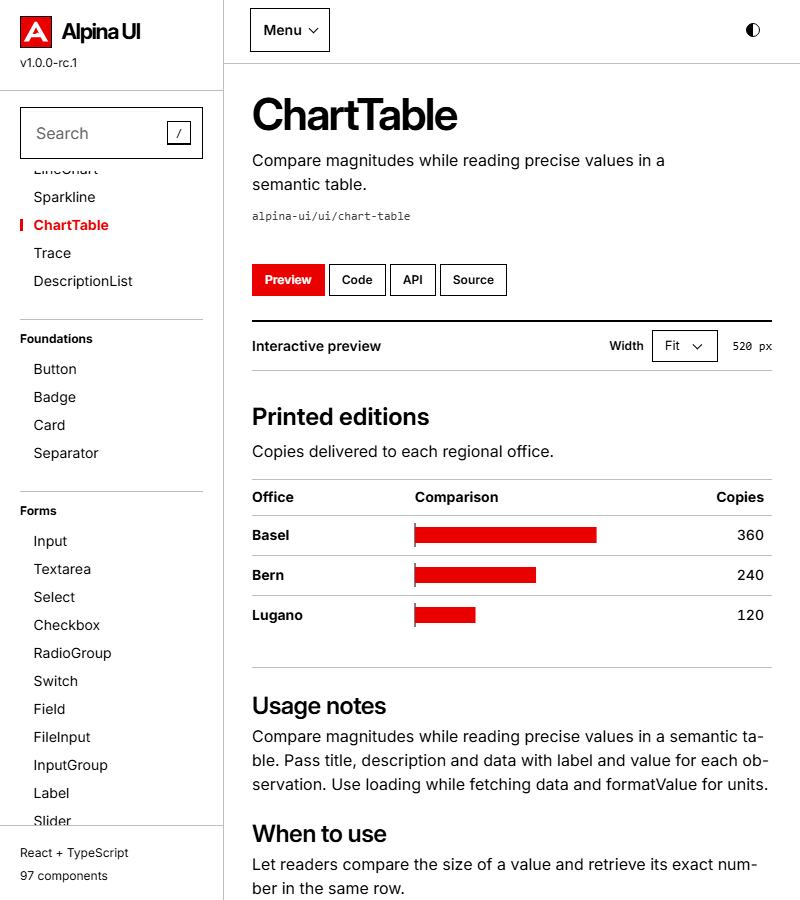 Alpina UI
v1.0.0-rc.1
Search /
LineChart
Sparkline
ChartTable
Trace
DescriptionList
Foundations
Button
Badge
Card
Separator
Forms
Input
Textarea
Select
Checkbox
RadioGroup
Switch
Field
FileInput
InputGroup
Label
Slider
React + TypeScript
97 components
Menu
ChartTable
Compare magnitudes while reading precise values in a
semantic table.
alpina-ui/ui/chart-table
Preview Code API Source
Interactive preview Width Fit 520 px
Printed editions
Copies delivered to each regional office.
Office Comparison Copies
Basel 360
Bern 240
Lugano 120
Usage notes
Compare magnitudes while reading precise values in a semantic ta-
ble. Pass title, description and data with label and value for each ob-
servation. Use loading while fetching data and formatValue for units.
When to use
Let readers compare the size of a value and retrieve its exact num-
ber in the same row.